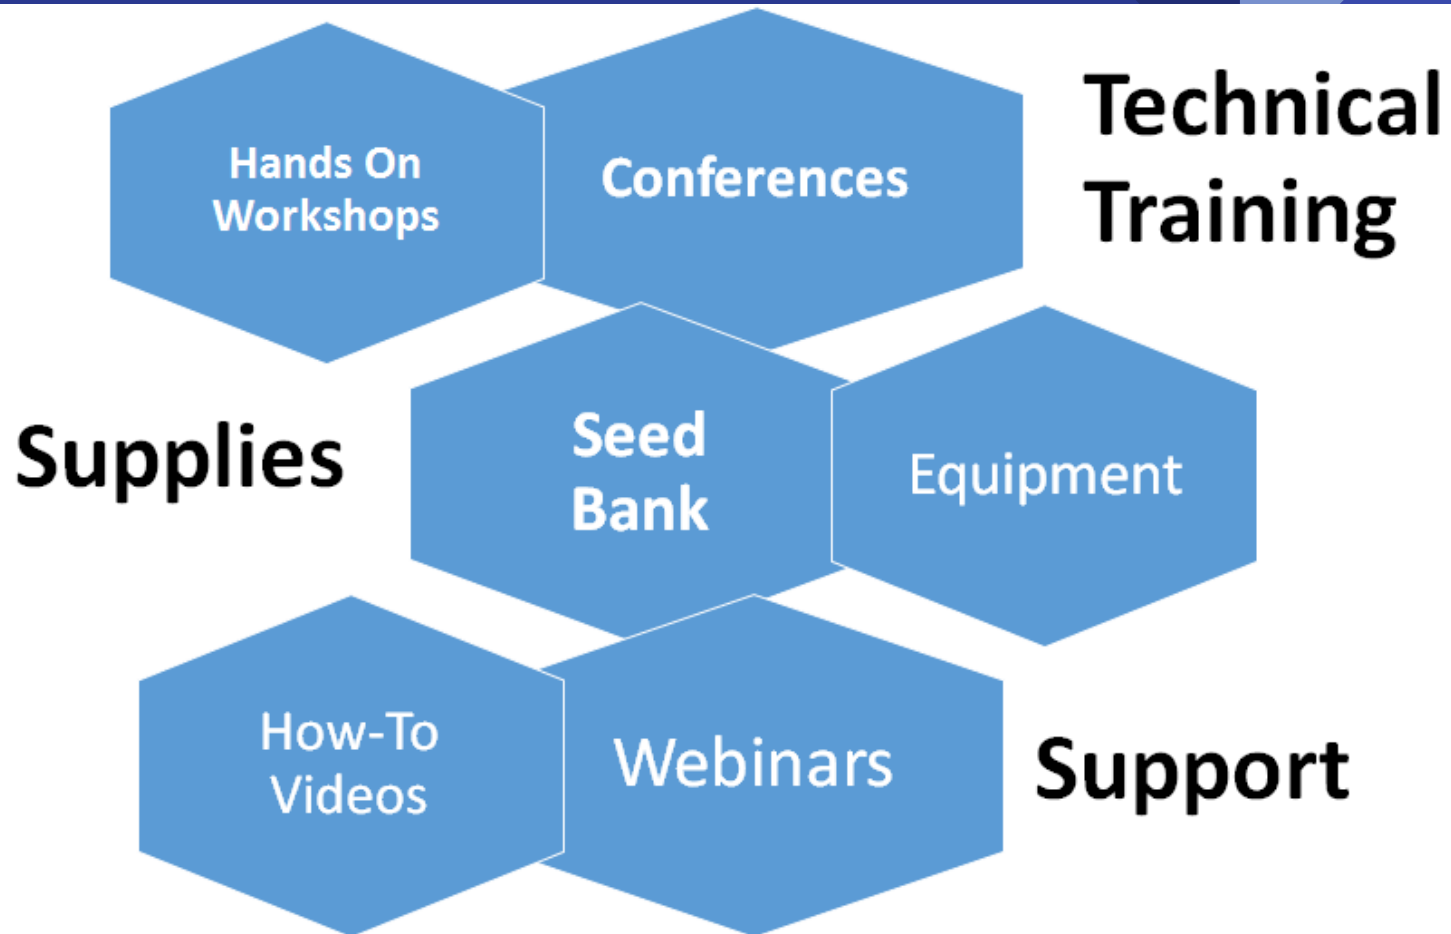 Hands On
Workshops
Conferences
Technical
Training
Supplies
Seed
Bank
Equipment
How-To
Videos
Webinars
Support